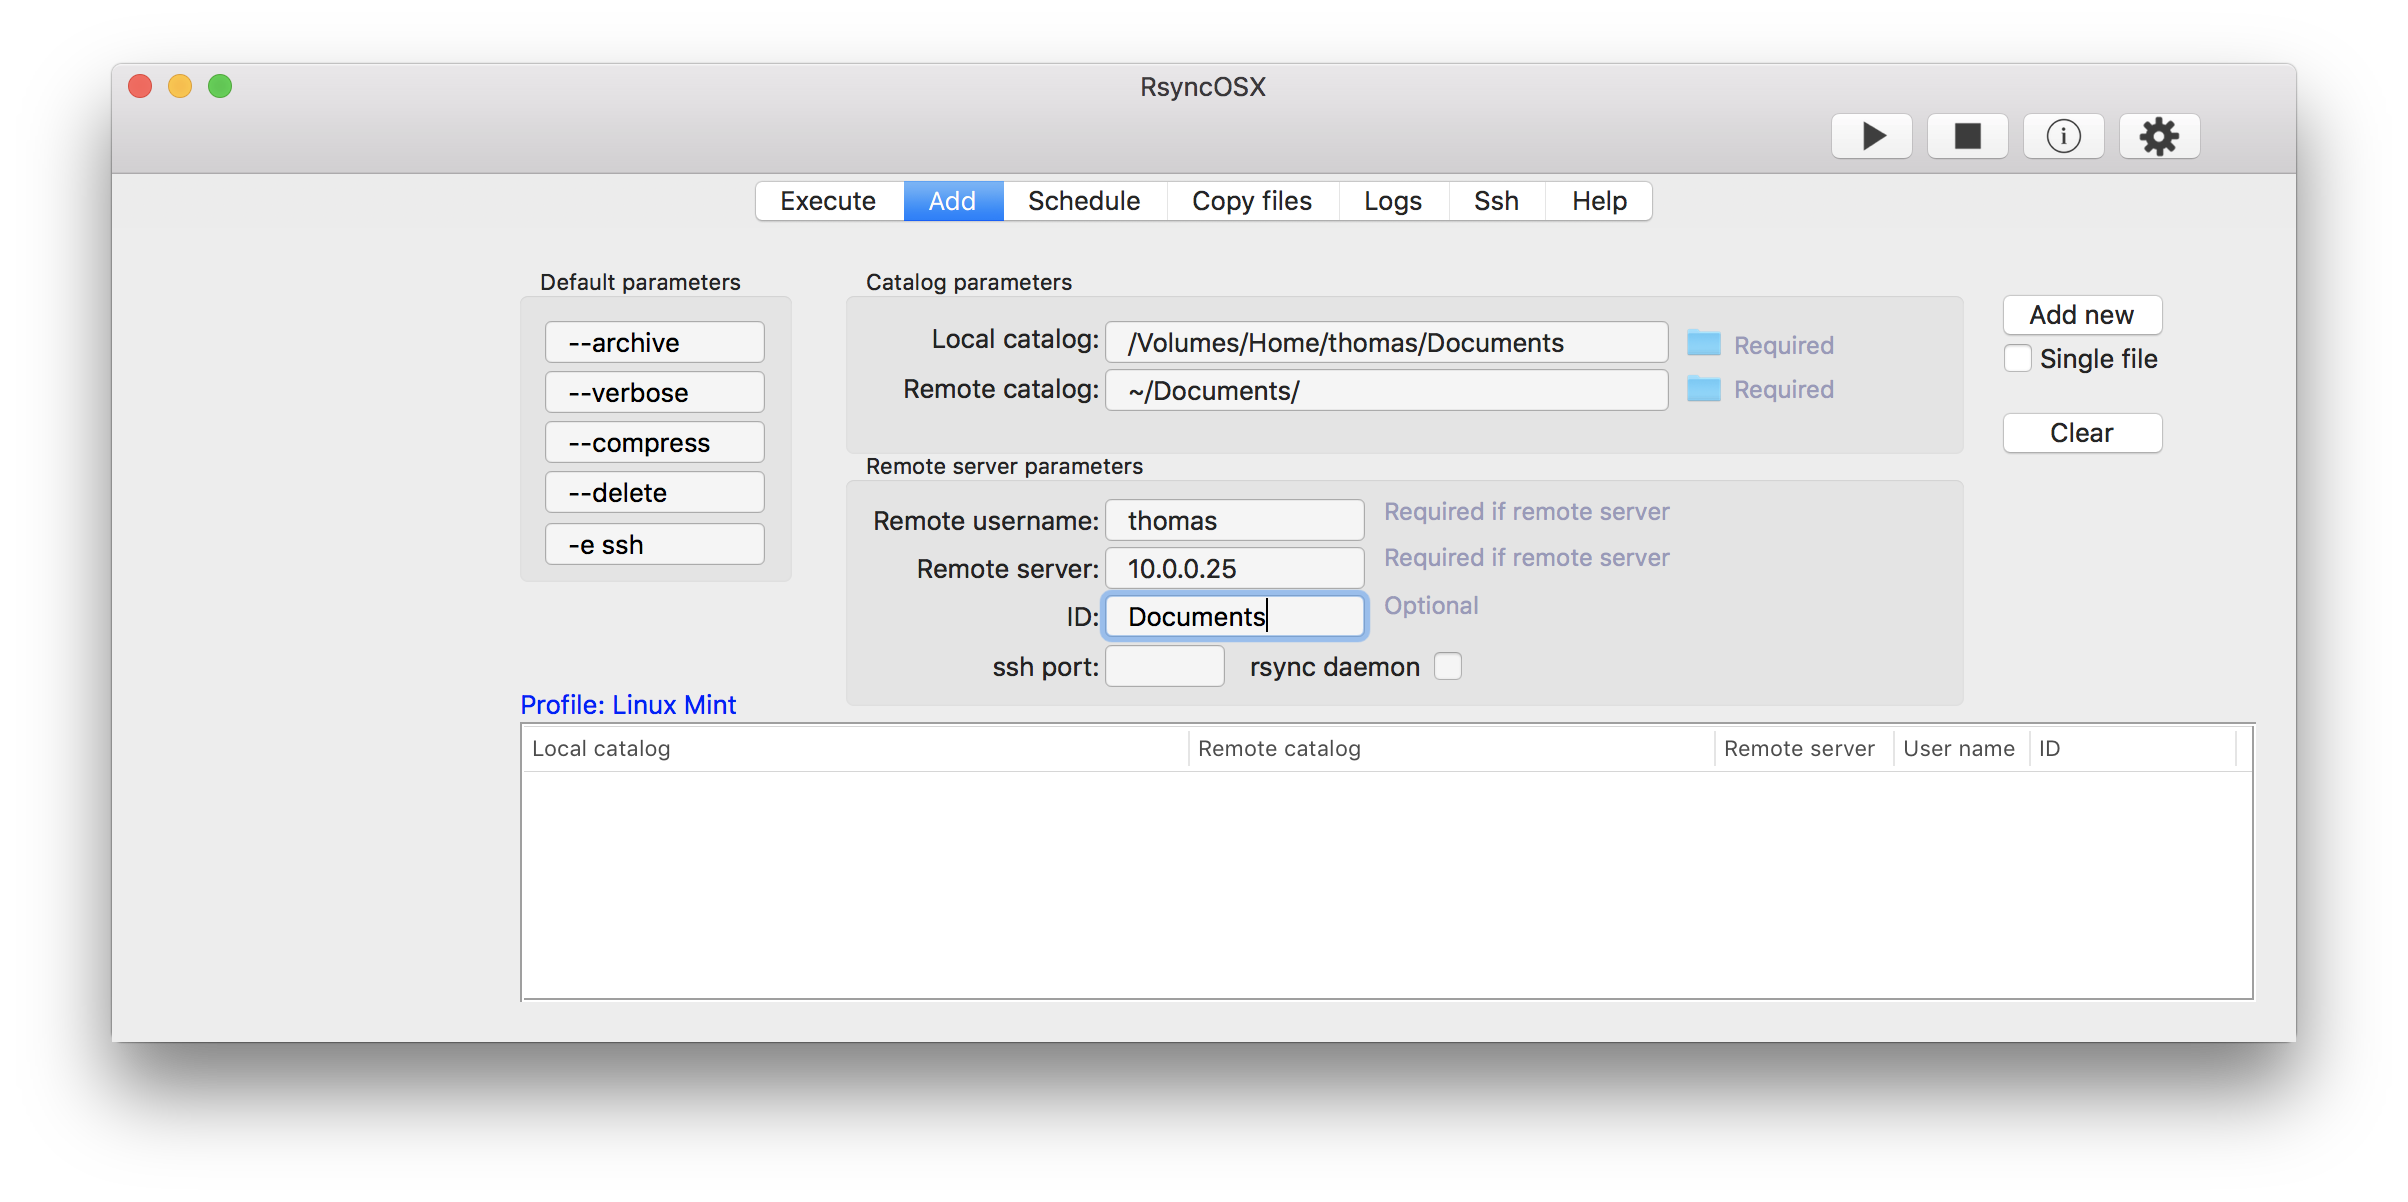 RsyncOSX
Execute Add Schedule Copy files Logs Ssh Help
Default parameters
--archive
--verbose
--compress
--delete
-e ssh
Catalog parameters
Local catalog: /Volumes/Home/thomas/Documents Required
Remote catalog: ~/Documents/ Required
Add new
Single file
Clear
Remote server parameters
Remote username: thomas Required if remote server
Remote server: 10.0.0.25 Required if remote server
ID: Documents Optional
ssh port: rsync daemon
Profile: Linux Mint
Local catalog Remote catalog Remote server User name ID